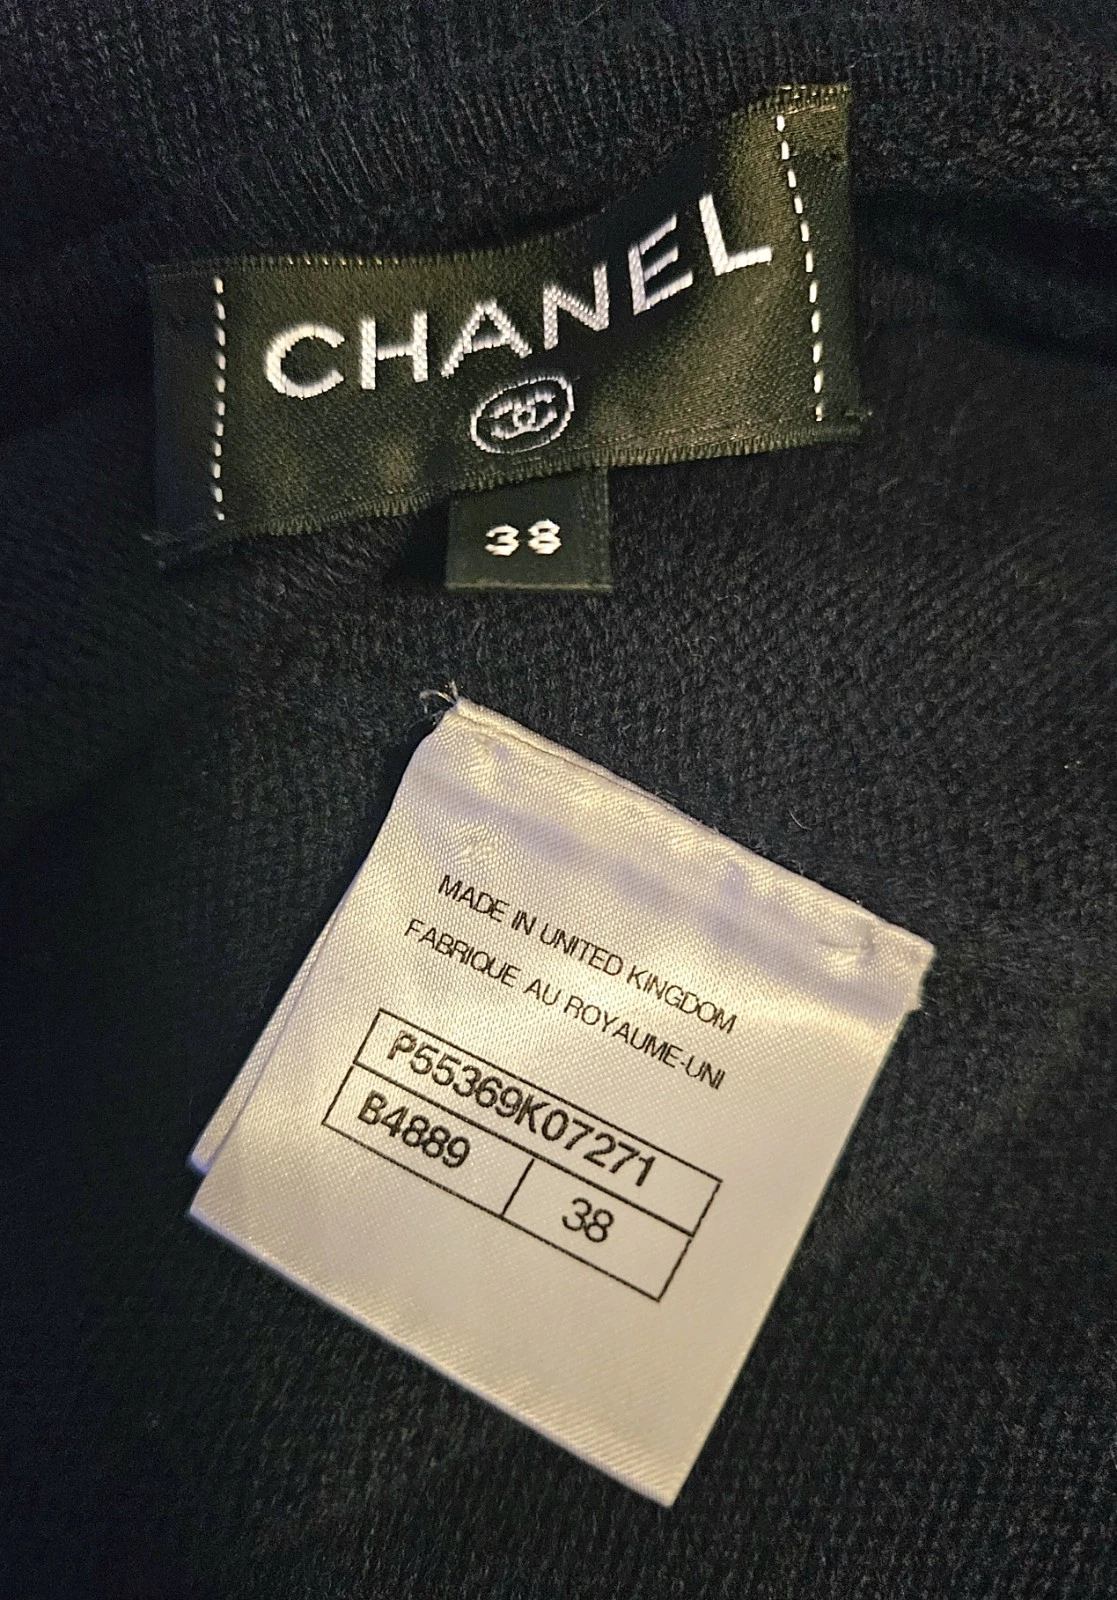 CHANEL
38
MADE IN UNITED KINGDOM
FABRIQUE AU ROYAUME-UNI
P55369K07271
B4889 38